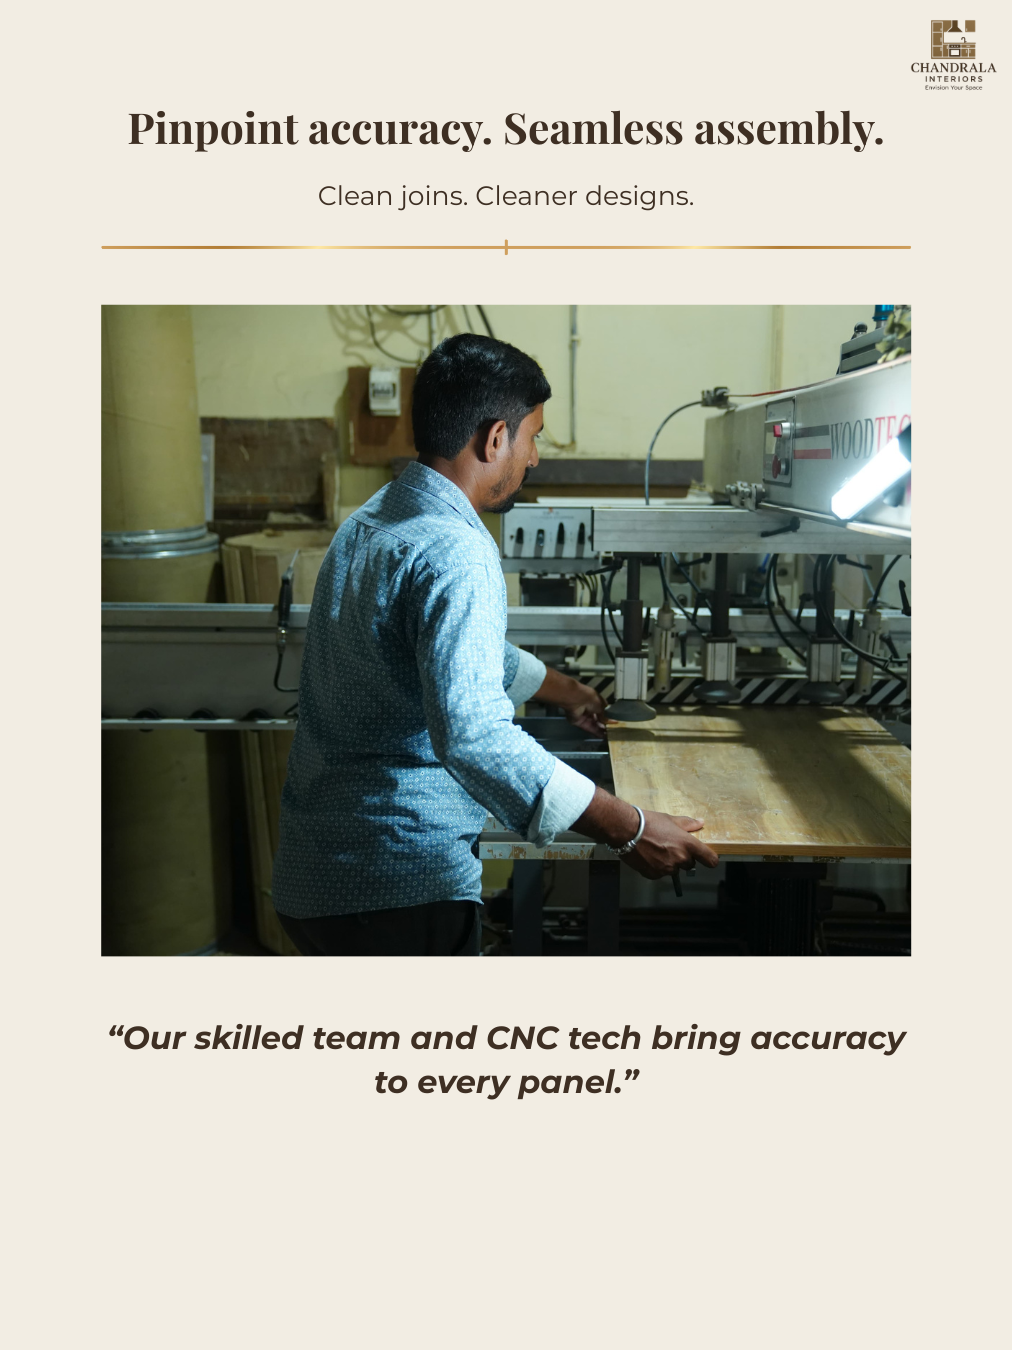 CHANDRALA
INTERIORS
Envision Your Space
Pinpoint accuracy. Seamless assembly.
Clean joins. Cleaner designs.
WOODTEC
“Our skilled team and CNC tech bring accuracy
to every panel.”